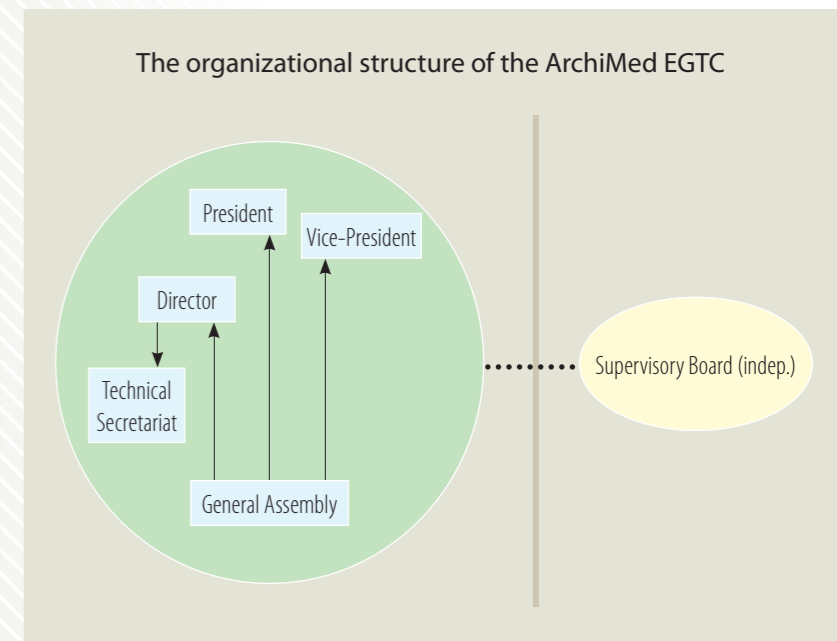 The organizational structure of the ArchiMed EGTC
President
Vice-President
Director
Technical
Secretariat
General Assembly
Supervisory Board (indep.)